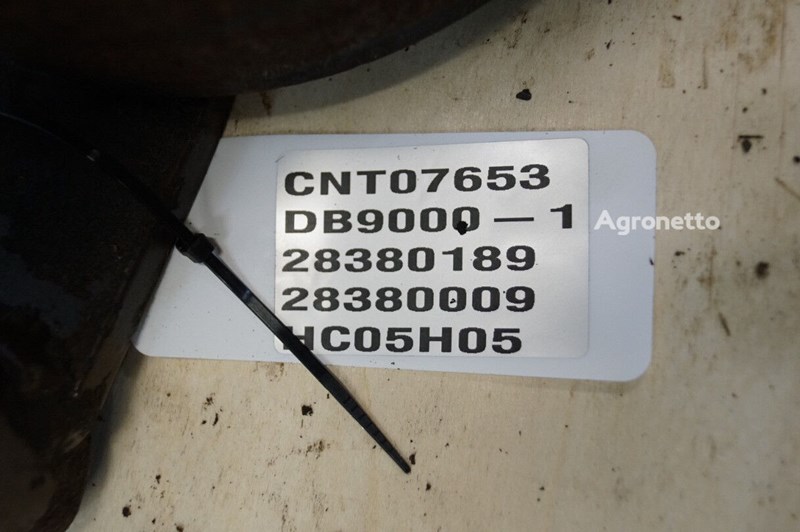 CNT07653
DB9000 — 1
Agronetto
28380189
28380009
HC05H05